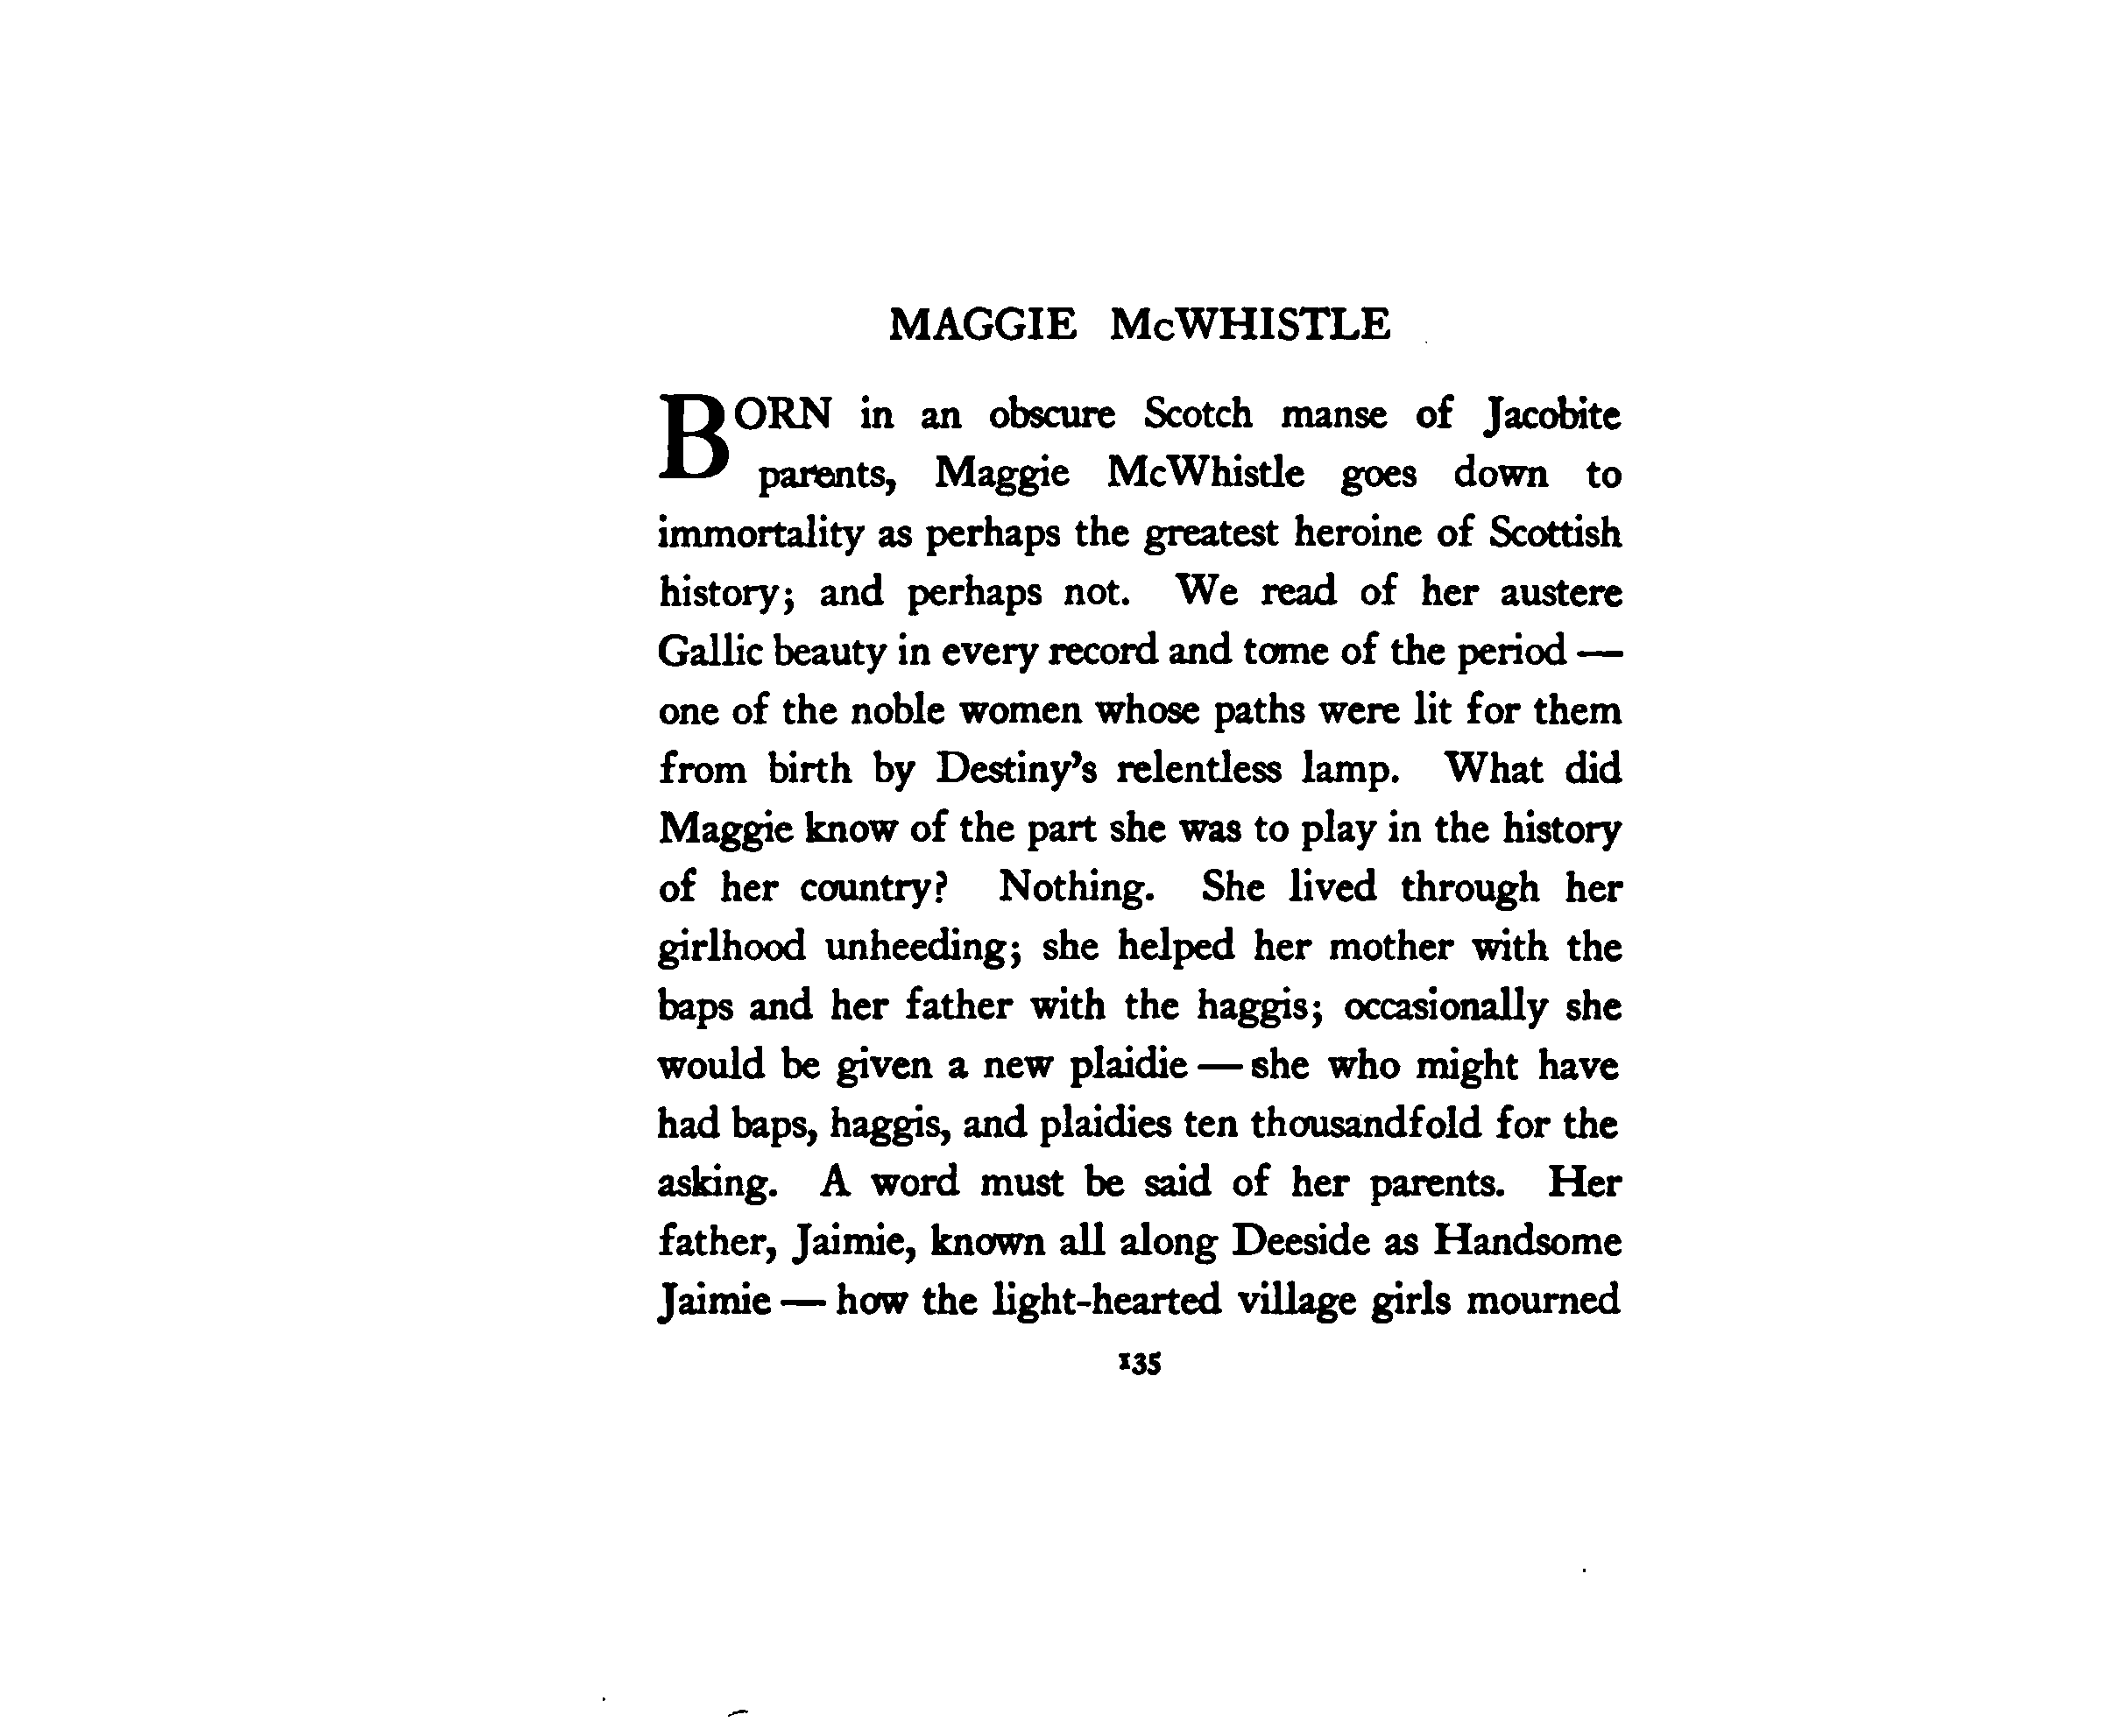 MAGGIE McWHISTLE
BORN in an obscure Scotch manse of Jacobite
parents, Maggie McWhistle goes down to
immortality as perhaps the greatest heroine of Scottish
history; and perhaps not. We read of her austere
Gallic beauty in every record and tome of the period —
one of the noble women whose paths were lit for them
from birth by Destiny's relentless lamp. What did
Maggie know of the part she was to play in the history
of her country? Nothing. She lived through her
girlhood unheeding; she helped her mother with the
baps and her father with the haggis; occasionally she
would be given a new plaidie — she who might have
had baps, haggis, and plaidies ten thousandfold for the
asking. A word must be said of her parents. Her
father, Jaimie, known all along Deeside as Handsome
Jaimie — how the light-hearted village girls mourned
135